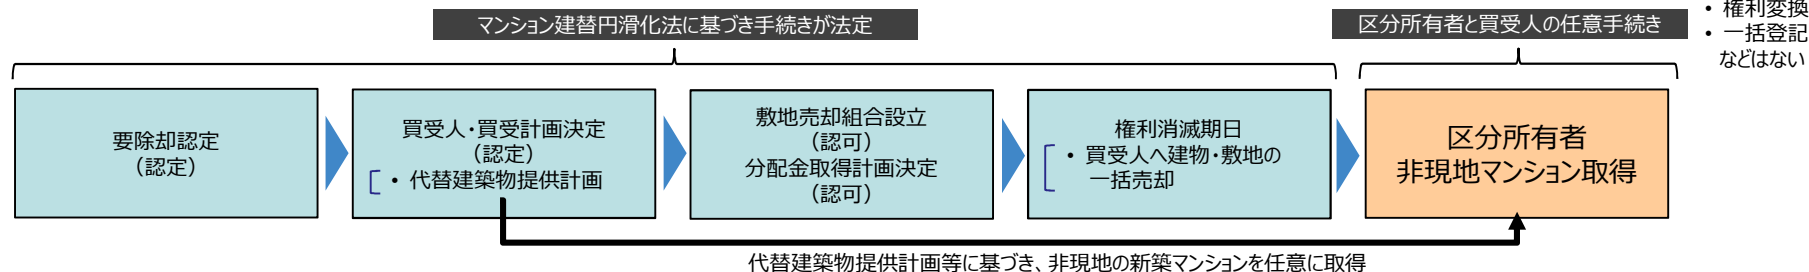 マンション建替円滑化法に基づき手続きが法定
区分所有者と買受人の任意手続き
• 権利変換
• 一括登記
などはない
要除却認定
（認定）
買受人・買受計画決定
（認定）
• 代替建築物提供計画
敷地売却組合設立
（認可）
分配金取得計画決定
（認可）
権利消滅期日
• 買受人へ建物・敷地の
一括売却
区分所有者
非現地マンション取得
代替建築物提供計画等に基づき、非現地の新築マンションを任意に取得